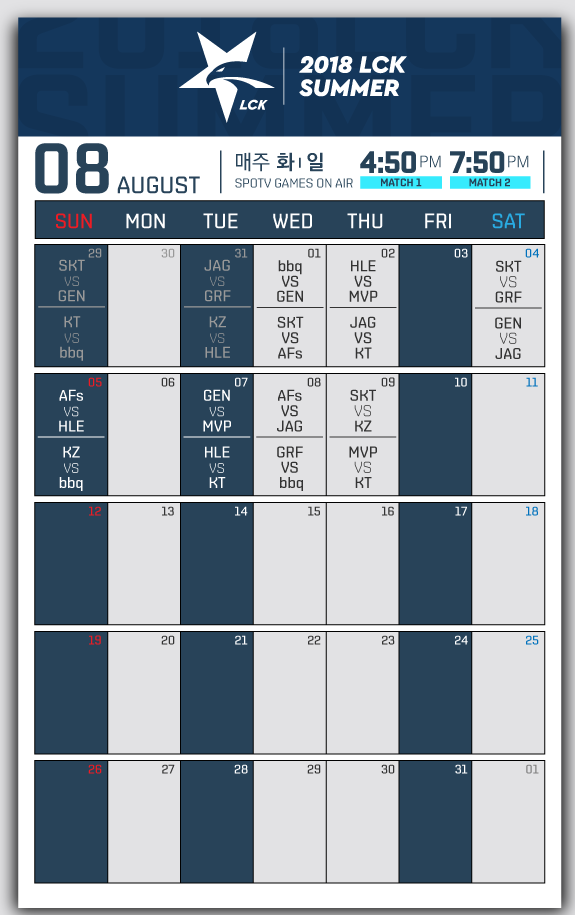 2018 LCK SUMMER
2018 LCK
SUMMER
LCK
08 AUGUST
매주 화 | 일
SPOTV GAMES ON AIR
4:50 PM
MATCH 1
7:50 PM
MATCH 2
SUN MON TUE WED THU FRI SAT
29 30 31 01 02 03 04
SKT JAG bbq HLE SKT
VS VS VS VS VS
GEN GRF GEN MVP GRF
KT KZ SKT JAG GEN
VS VS VS VS VS
bbq HLE AFs KT JAG
05 06 07 08 09 10 11
AFs GEN AFs SKT
VS VS VS VS
HLE MVP JAG KZ
KZ HLE GRF MVP
VS VS VS VS
bbq KT bbq KT
12 13 14 15 16 17 18
19 20 21 22 23 24 25
26 27 28 29 30 31 01